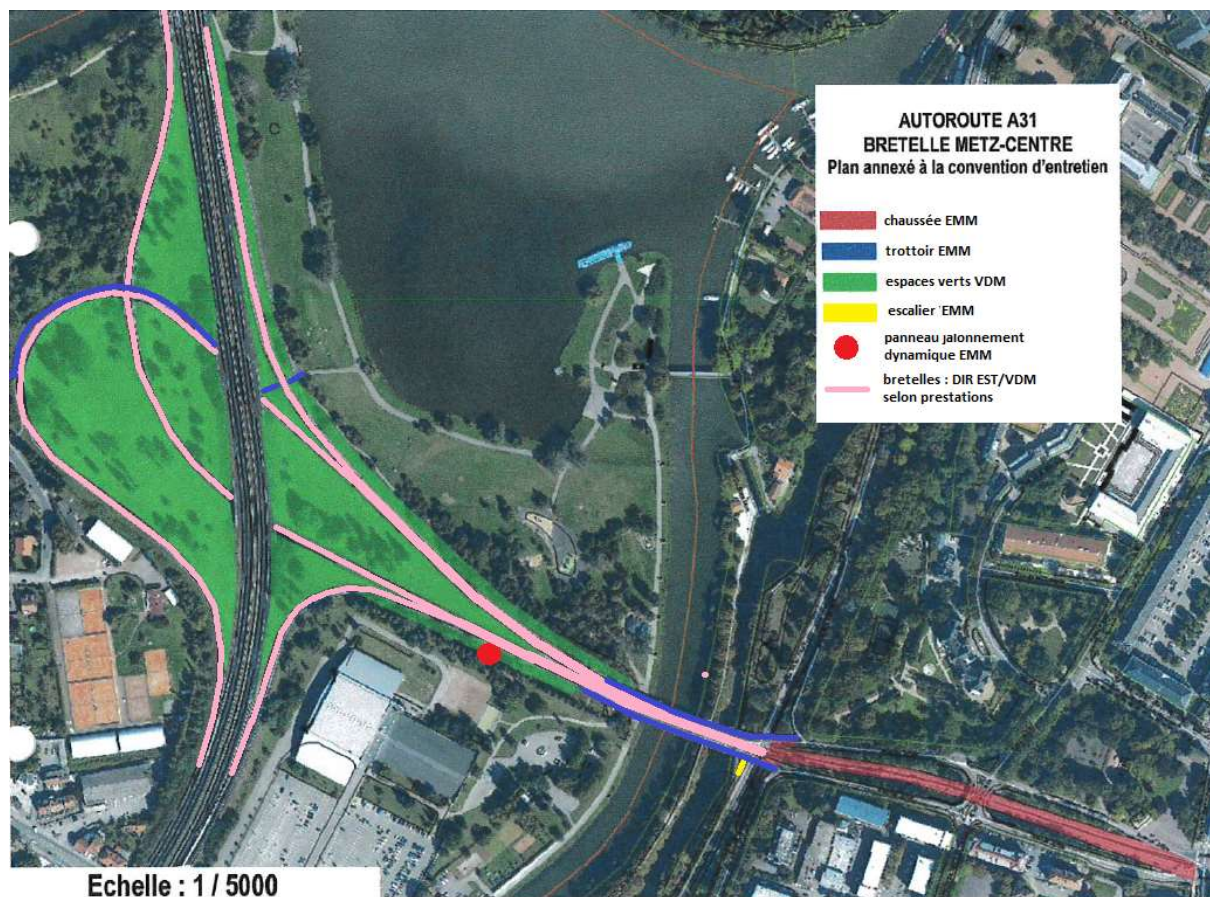 AUTOROUTE A31
BRETELLE METZ-CENTRE
Plan annexé à la convention d'entretien
chaussée EMM
trottoir EMM
espaces verts VDM
escalier 'EMM
panneau jalonnement
dynamique EMM
bretelles : DIR EST/VDM
selon prestations
Echelle : 1 / 5000